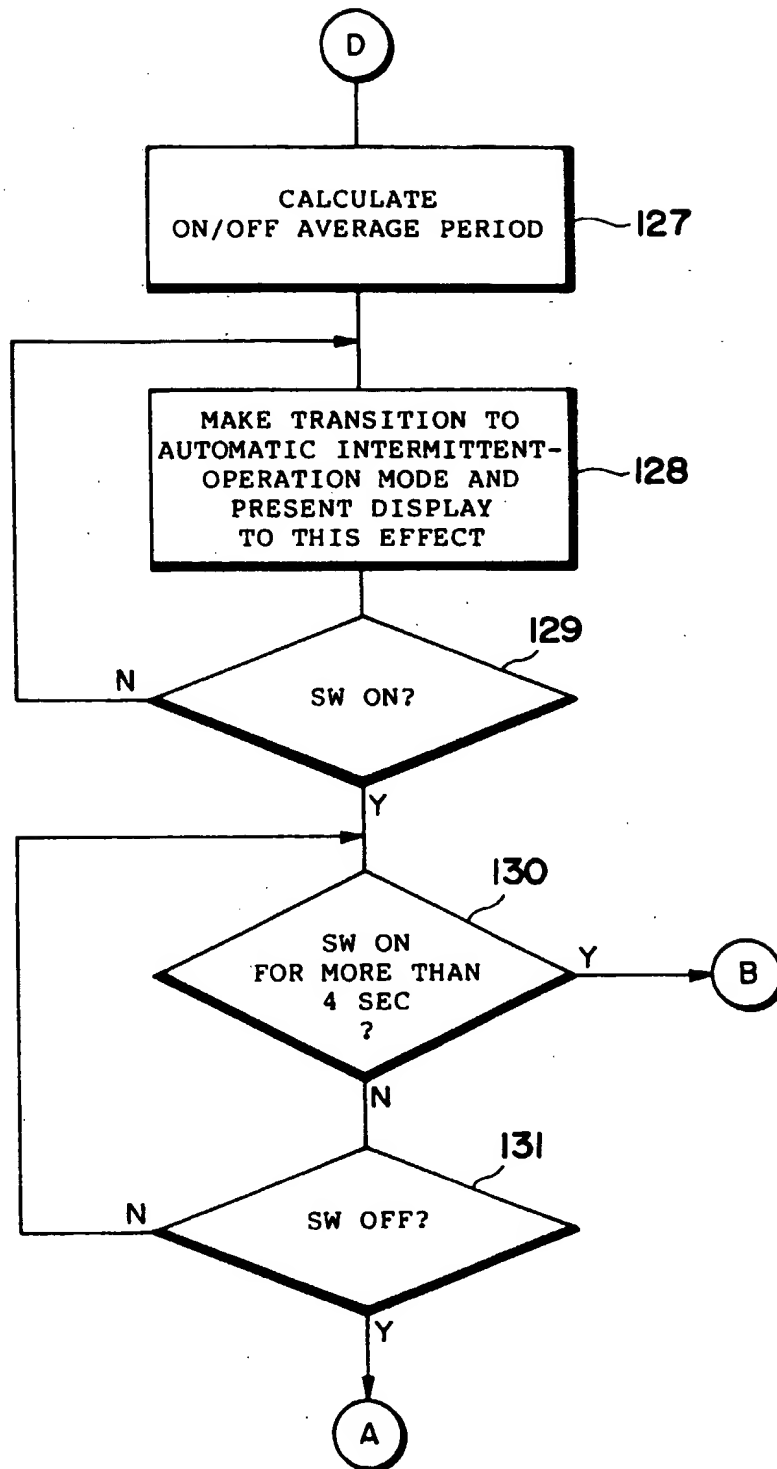 D
CALCULATE
ON/OFF AVERAGE PERIOD
127
MAKE TRANSITION TO
AUTOMATIC INTERMITTENT-
OPERATION MODE AND
PRESENT DISPLAY
TO THIS EFFECT
128
129
N
SW ON?
Y
130
SW ON
FOR MORE THAN
4 SEC
?
Y
B
N
131
N
SW OFF?
Y
A